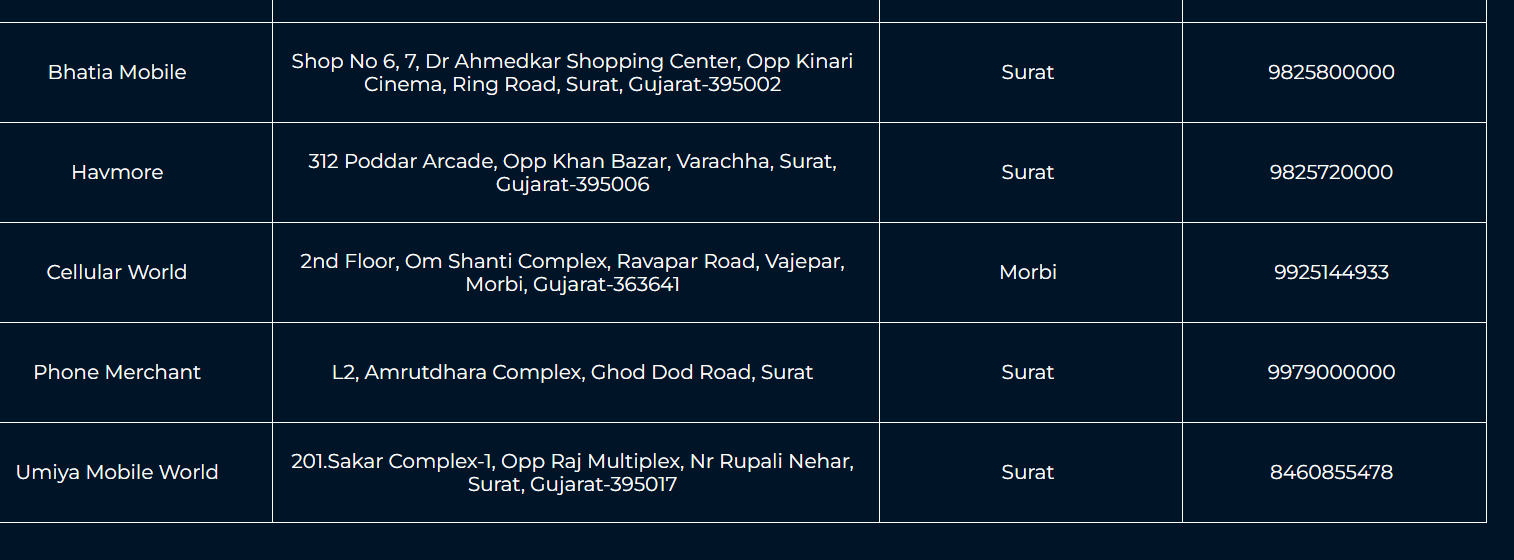 Bhatia Mobile
Shop No 6, 7, Dr Ahmedkar Shopping Center, Opp Kinari
Cinema, Ring Road, Surat, Gujarat-395002
Surat
9825800000
Havmore
312 Poddar Arcade, Opp Khan Bazar, Varachha, Surat,
Gujarat-395006
Surat
9825720000
Cellular World
2nd Floor, Om Shanti Complex, Ravapar Road, Vajepar,
Morbi, Gujarat-363641
Morbi
9925144933
Phone Merchant
L2, Amrutdhara Complex, Ghod Dod Road, Surat
Surat
9979000000
Umiya Mobile World
201.Sakar Complex-1, Opp Raj Multiplex, Nr Rupali Nehar,
Surat, Gujarat-395017
Surat
8460855478